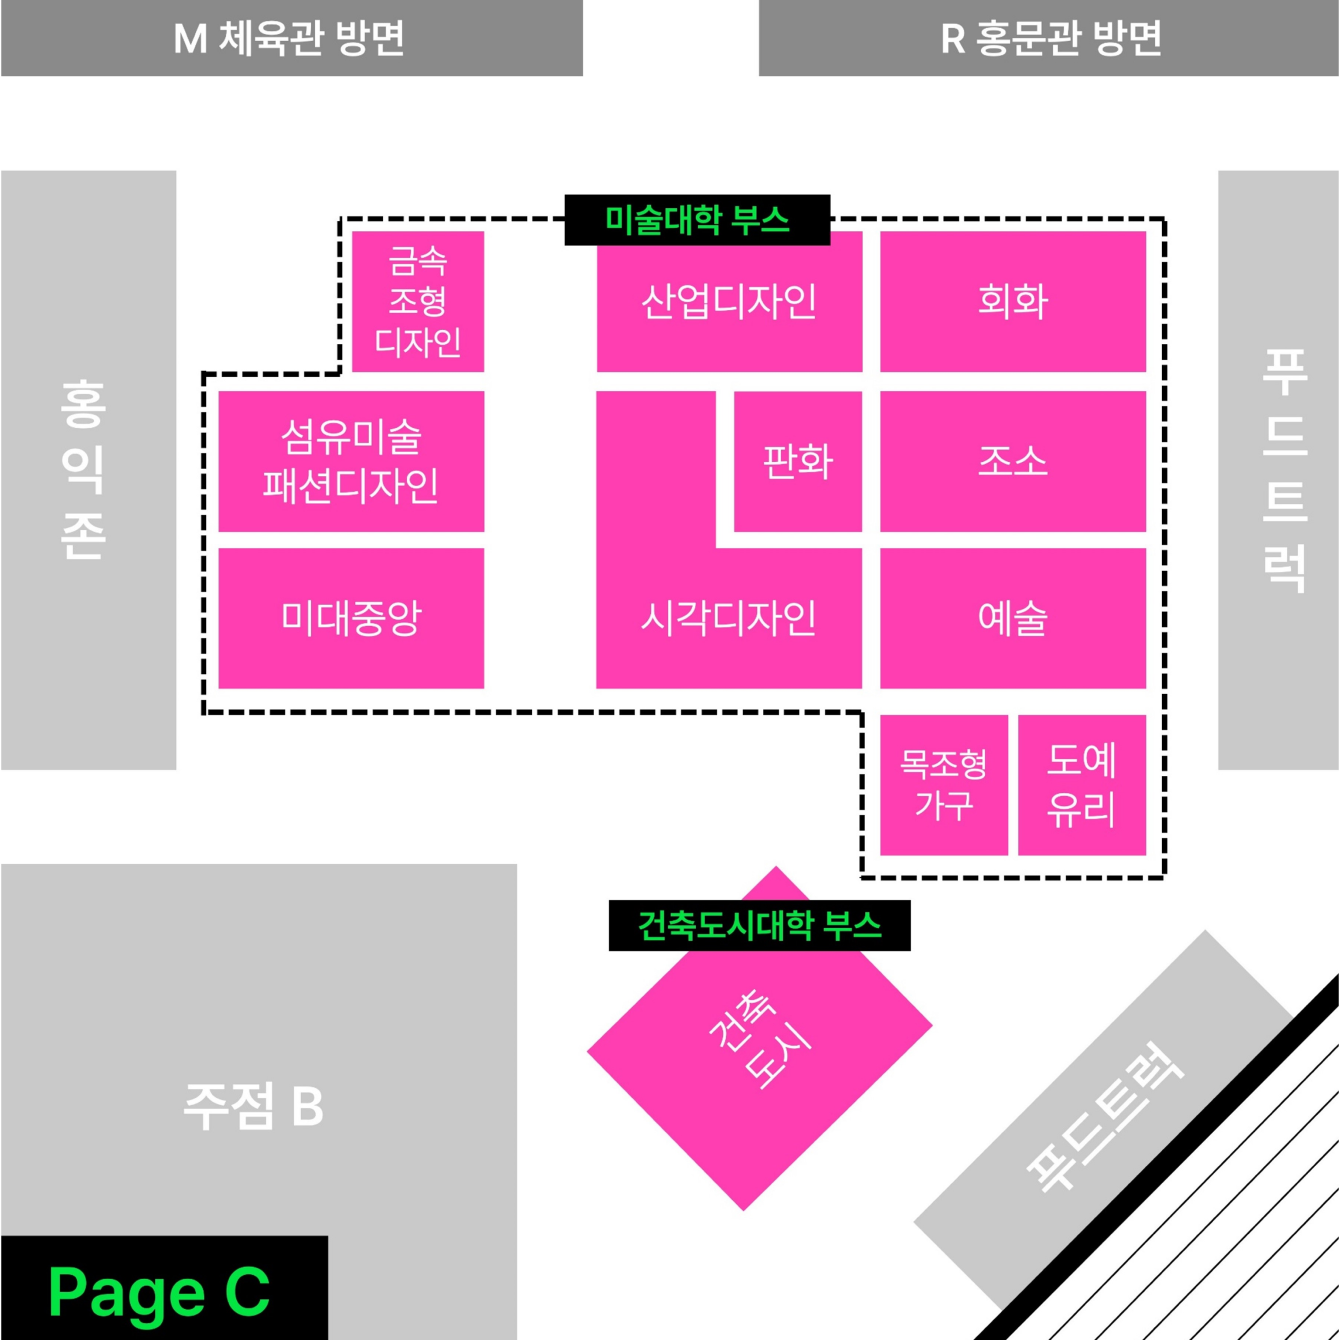 M 체육관 방면
R 홍문관 방면
미술대학 부스
금속
조형
디자인
산업디자인
회화
홍익존
푸드트럭
섬유미술
패션디자인
판화
조소
미대중앙
시각디자인
예술
목조형
가구
도예
유리
건축도시대학 부스
건축
도시
주점 B
푸드트럭
Page C